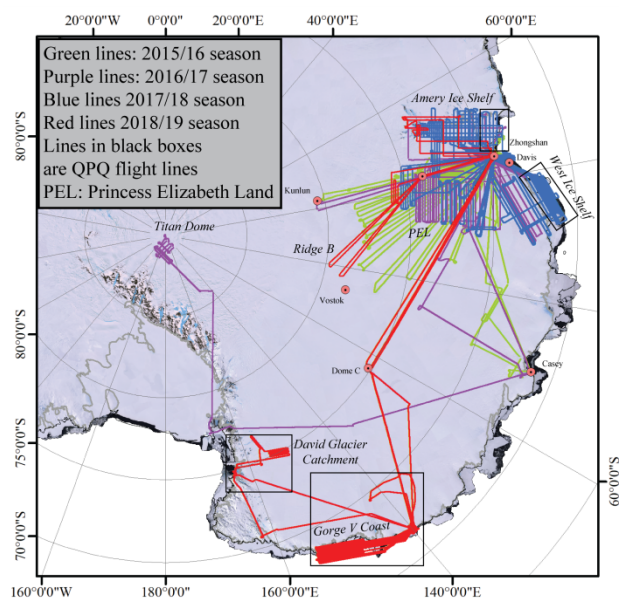 20°0'0"W 0°0'0" 20°0'0"E 40°0'0"E 60°0'0"E
Green lines: 2015/16 season
Purple lines: 2016/17 season
Blue lines 2017/18 season
Red lines 2018/19 season
Lines in black boxes
are QPQ flight lines
PEL: Princess Elizabeth Land
Amery Ice Shelf
Zhongshan
Davis
West Ice Shelf
80°0'0"S
Kunlun
Titan Dome
PEL
Ridge B
Vostok
80°0'0"S
Dome C
Casey
75°0'0"S
David Glacier
Catchment
60°0'0"S
Gorge V Coast
70°0'0"S
160°0'0"W 180°0'0" 160°0'0"E 140°0'0"E